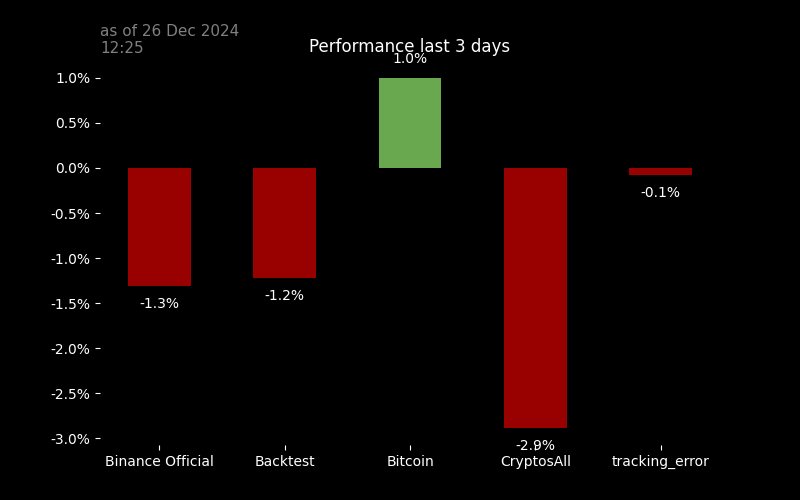 as of 26 Dec 2024
12:25
Performance last 3 days
1.0%
1.0%
0.5%
0.0%
-0.5%
-1.0%
-1.5%
-2.0%
-2.5%
-3.0%
-0.1%
-1.3%
-1.2%
-2.9%
Binance Official
Backtest
Bitcoin
CryptosAll
tracking_error